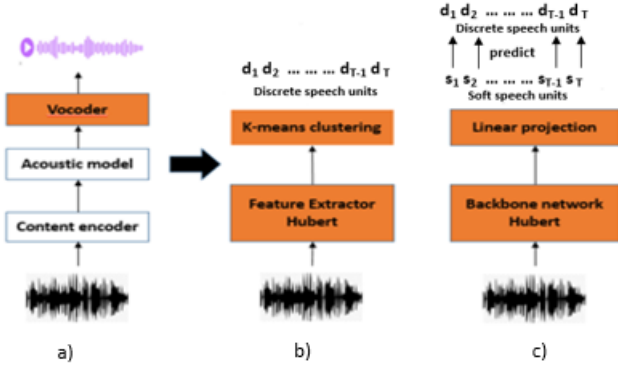 Vocoder
Acoustic model
Content encoder
a)
d1 d2 ... ... ... dT-1 dT
Discrete speech units
K-means clustering
Feature Extractor
Hubert
b)
d1 d2 ... ... ... dT-1 dT
Discrete speech units
predict
s1 s2 ... ... ... sT-1 sT
Soft speech units
Linear projection
Backbone network
Hubert
c)